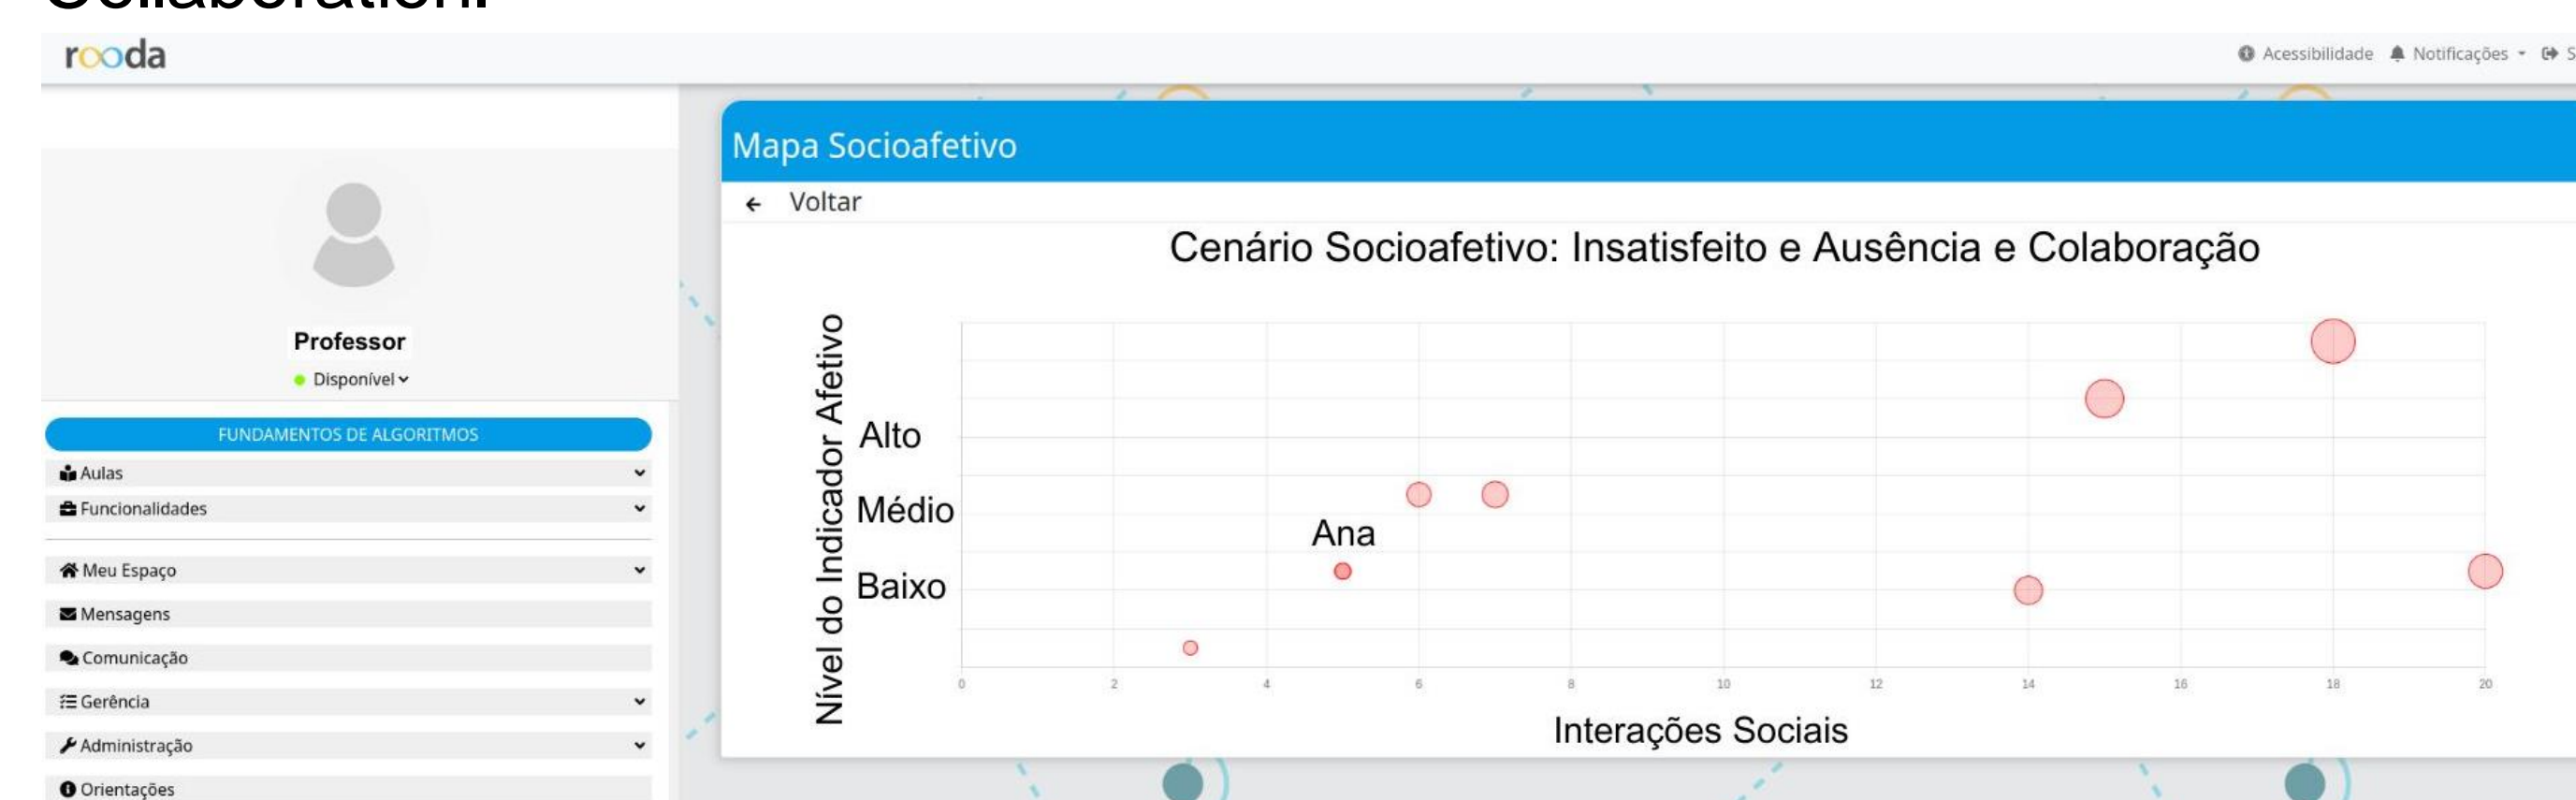 Collaboration.
rooda
Acessibilidade Notificações
Professor
Disponível
FUNDAMENTOS DE ALGORITMOS
Aulas
Funcionalidades
Meu Espaço
Mensagens
Comunicação
Gerência
Administração
Orientações
Mapa Socioafetivo
Voltar
Cenário Socioafetivo: Insatisfeito e Ausência e Colaboração
Nível do Indicador Afetivo
Alto
Médio
Ana
Baixo
0 2 4 6 8 10 12 14 16 18 20
Interações Sociais